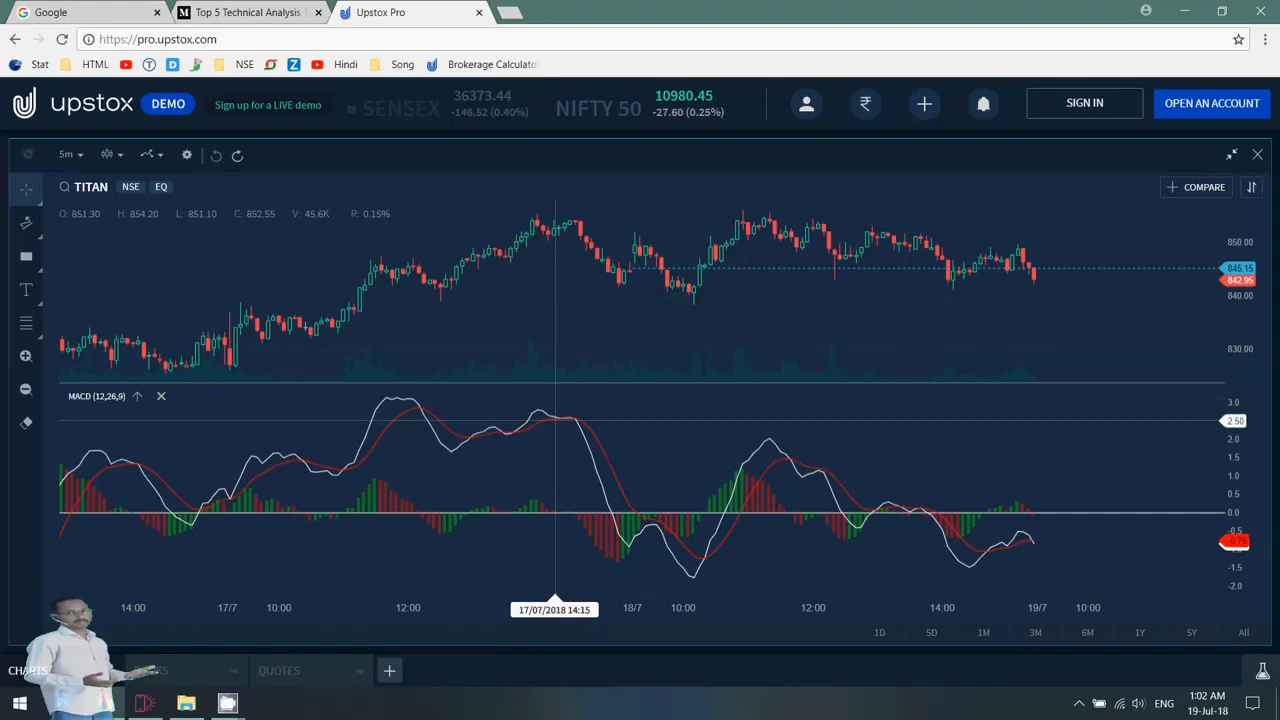 Google
Top 5 Technical Analysis T
Upstox Pro
https://pro.upstox.com
Stat
HTML
NSE
Hindi
Song
Brokerage Calculato
upstox
DEMO
Sign up for a LIVE demo
SENSEX
36373.44
-146.52 (0.40%)
NIFTY 50
10980.45
-27.60 (0.25%)
SIGN IN
OPEN AN ACCOUNT
5m
TITAN
NSE
EQ
COMPARE
O: 851.30
H: 854.20
L: 851.10
C: 852.55
V: 45.6K
R: 0.15%
850.00
845.15
842.95
840.00
830.00
MACD (12,26,9)
3.0
2.50
2.0
1.5
1.0
0.5
0.0
-0.5
-0.75
-1.5
-2.0
14:00
17/7
10:00
12:00
17/07/2018 14:15
18/7
10:00
12:00
14:00
19/7
10:00
1D
5D
1M
3M
6M
1Y
5Y
All
CHARTS
QUOTES
ENG
1:02 AM
19-Jul-18